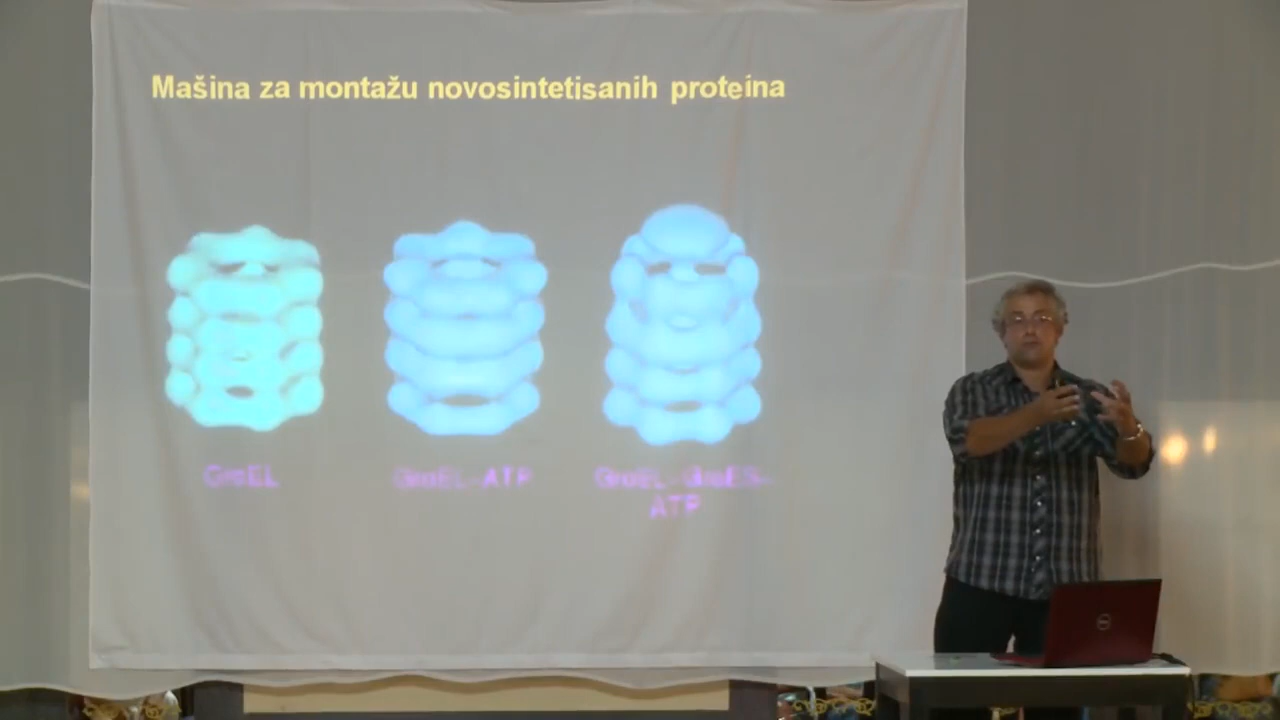 Mašina za montažu novosintetisanih proteina
GroEL
GroEL-ATP
GroEL-GroES-
ATP